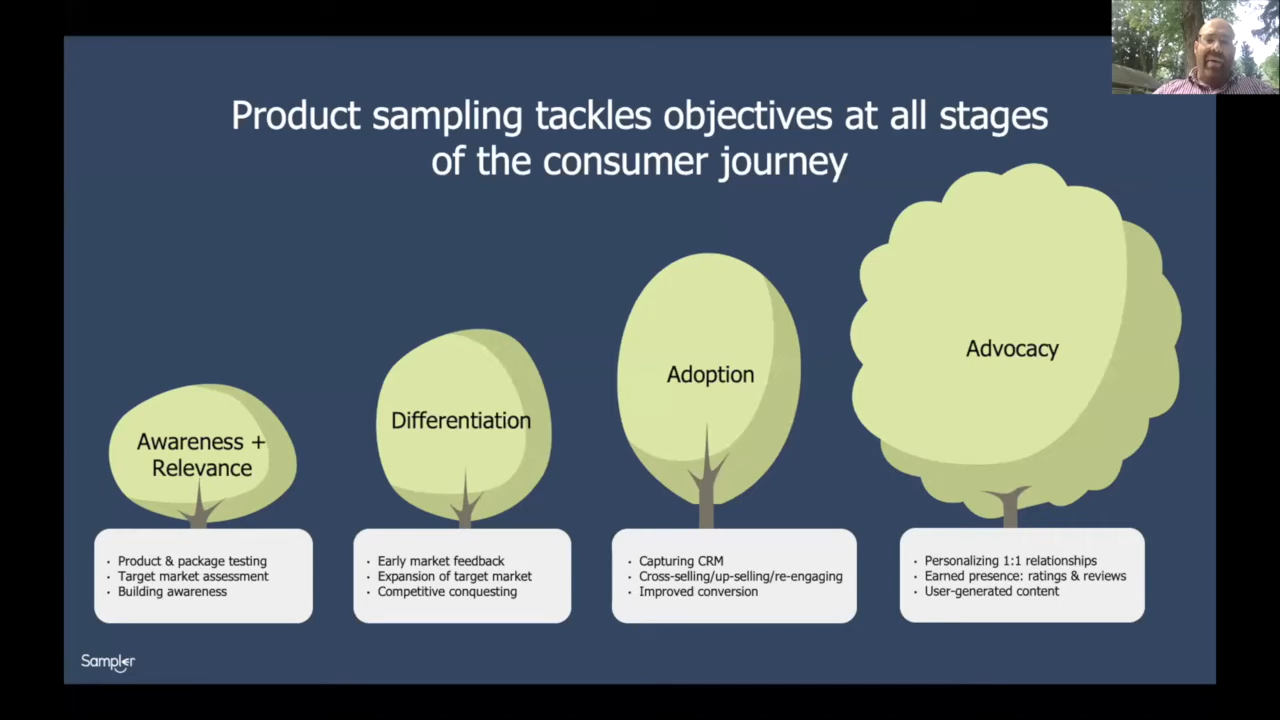 Product sampling tackles objectives at all stages
of the consumer journey
Awareness +
Relevance
Differentiation
Adoption
Advocacy
· Product & package testing
· Target market assessment
· Building awareness
· Early market feedback
· Expansion of target market
· Competitive conquesting
· Capturing CRM
· Cross-selling/up-selling/re-engaging
· Improved conversion
· Personalizing 1:1 relationships
· Earned presence: ratings & reviews
· User-generated content
Sampler